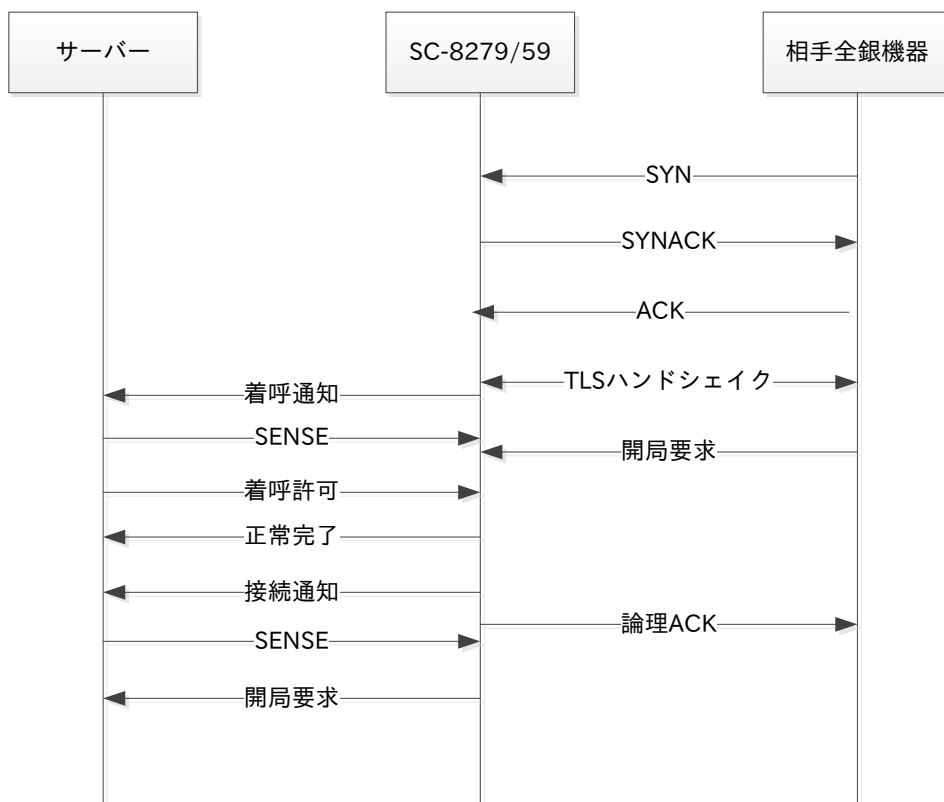 サーバー
SC-8279/59
相手全銀機器
SYN
SYNACK
ACK
TLSハンドシェイク
着呼通知
SENSE
開局要求
着呼許可
正常完了
接続通知
論理ACK
SENSE
開局要求